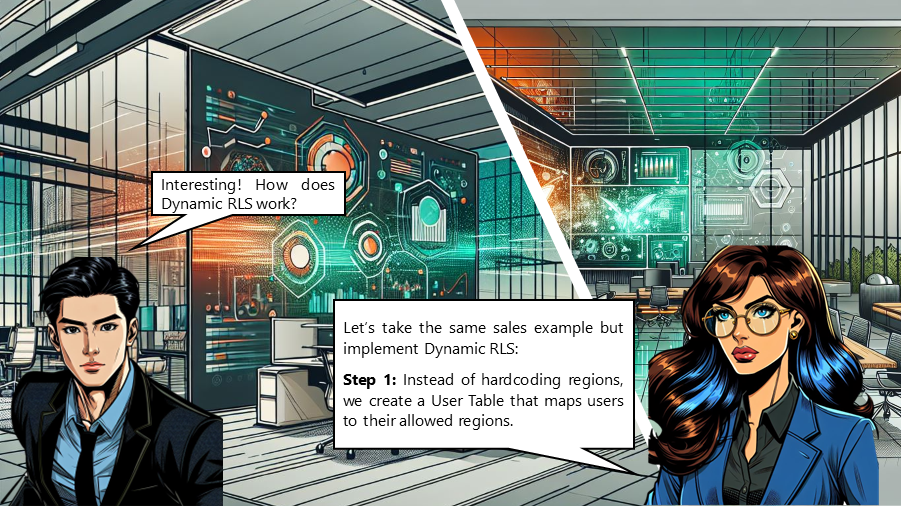 Interesting! How does
Dynamic RLS work?
Let's take the same sales example but
implement Dynamic RLS:
Step 1: Instead of hardcoding regions,
we create a User Table that maps users
to their allowed regions.